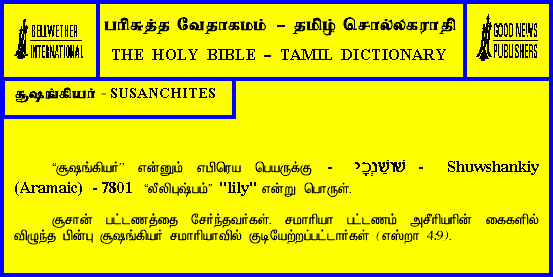 BELLWETHER
INTERNATIONAL
பரிசுத்த வேதாகமம் – தமிழ் சொல்லகராதி
THE HOLY BIBLE – TAMIL DICTIONARY
GOOD NEWS
PUBLISHERS
சூஷங்கியர் - SUSANCHITES
“சூஷங்கியர்” என்னும் எபிரெய பெயருக்கு - שׁוּשַׁנְכָי - Shuwshankiy
(Aramaic) - 7801 “லீலிபுஷ்பம்” "lily" என்று பொருள்.
சூசான் பட்டணத்தை சேர்ந்தவர்கள். சமாரியா பட்டணம் அசீரியரின் கைகளில்
விழுந்த பின்பு சூஷங்கியர் சமாரியாவில் குடியேற்றப்பட்டார்கள் (எஸ்றா 4:9).